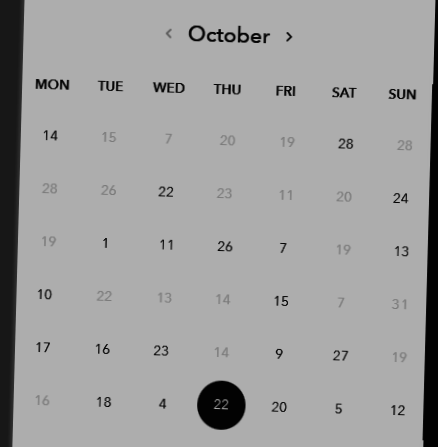 ‹ October ›
MON TUE WED THU FRI SAT SUN
14 15 7 20 19 28 28
28 26 22 23 11 20 24
19 1 11 26 7 19 13
10 22 13 14 15 7 31
17 16 23 14 9 27 19
16 18 4 22 20 5 12